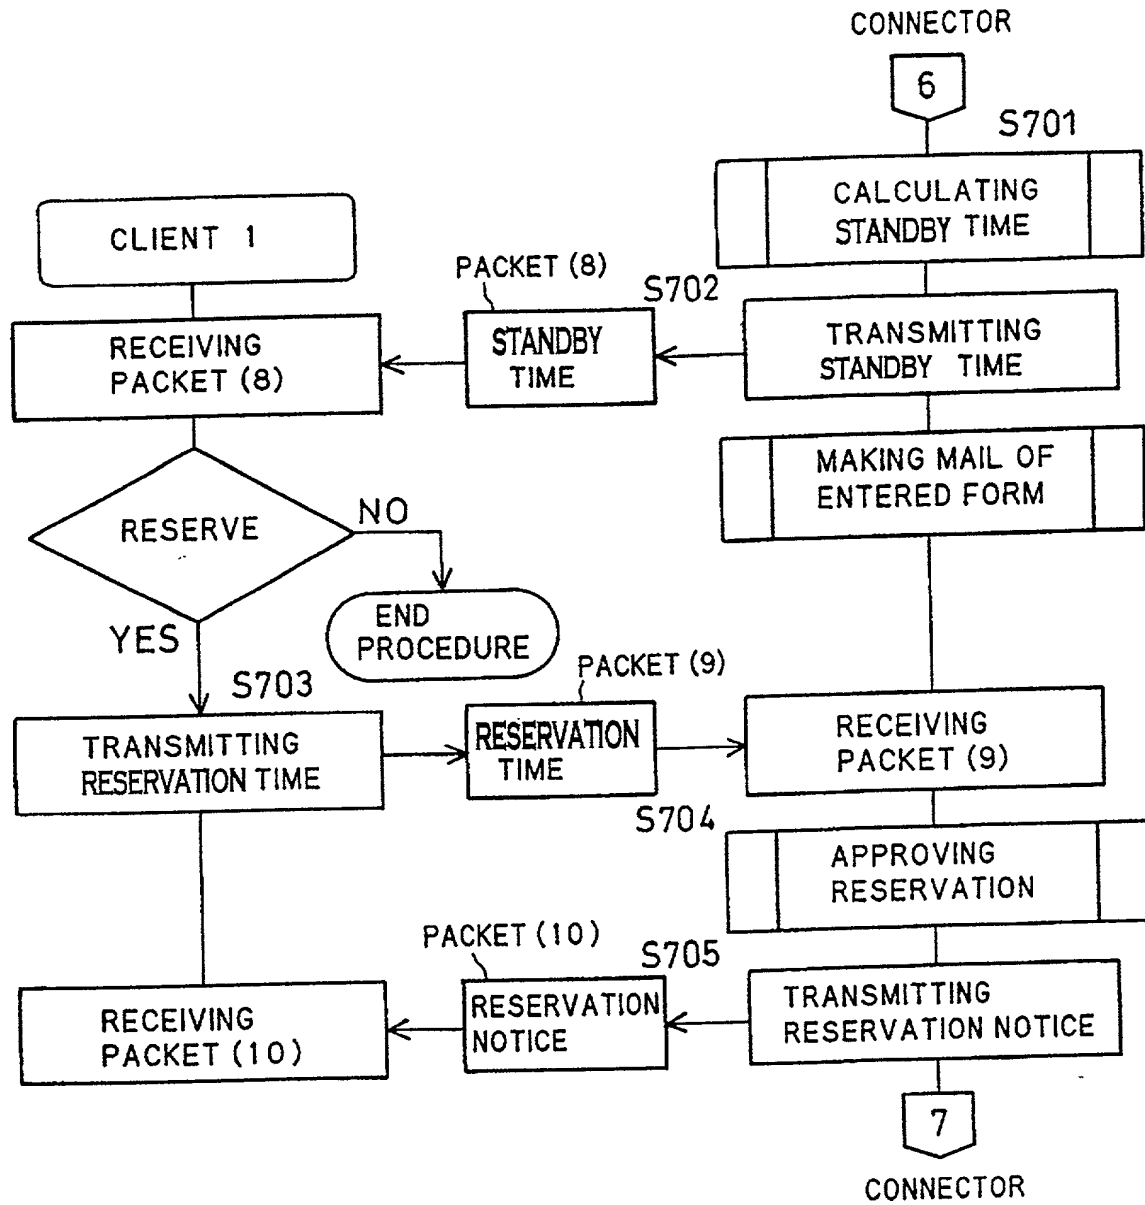 CONNECTOR
6
S701
CALCULATING
STANDBY TIME
CLIENT 1
PACKET (8)
S702
RECEIVING
PACKET (8)
STANDBY
TIME
TRANSMITTING
STANDBY TIME
MAKING MAIL OF
ENTERED FORM
RESERVE
NO
YES
END
PROCEDURE
S703
PACKET (9)
TRANSMITTING
RESERVATION TIME
RESERVATION
TIME
RECEIVING
PACKET (9)
S704
APPROVING
RESERVATION
PACKET (10)
S705
RECEIVING
PACKET (10)
RESERVATION
NOTICE
TRANSMITTING
RESERVATION NOTICE
7
CONNECTOR